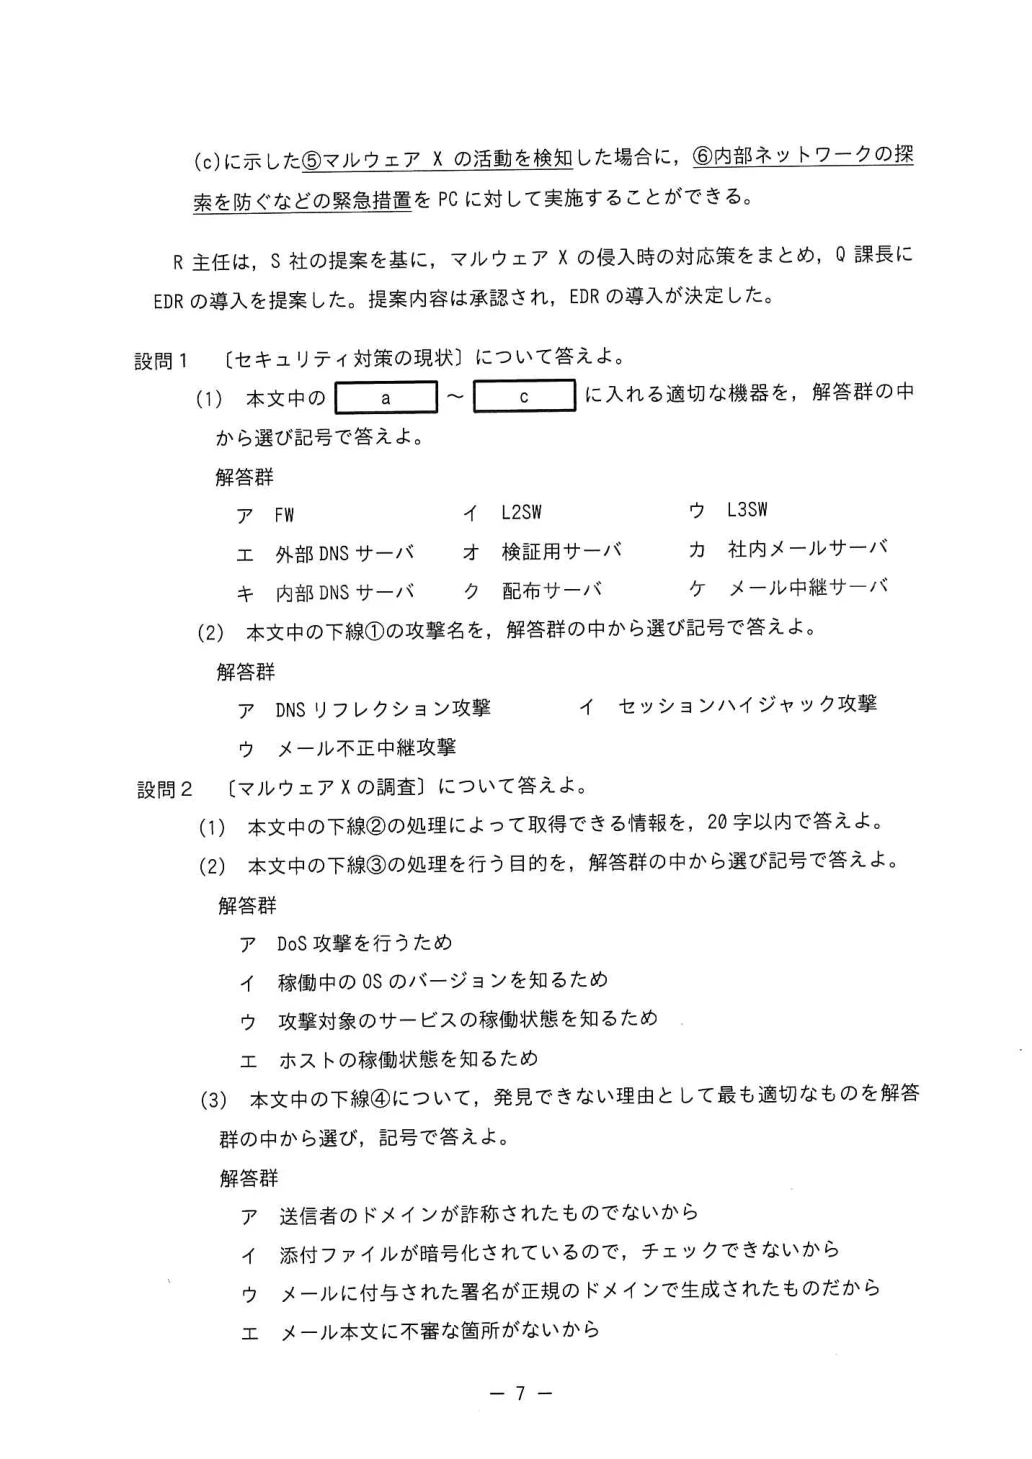 (c)に示した⑤マルウェア X の活動を検知した場合に，⑥内部ネットワークの探
索を防ぐなどの緊急措置を PC に対して実施することができる。
R 主任は，S 社の提案を基に，マルウェア X の侵入時の対応策をまとめ，Q 課長に
EDR の導入を提案した。提案内容は承認され，EDR の導入が決定した。
設問1 〔セキュリティ対策の現状〕について答えよ。
(1) 本文中の a ～ c に入れる適切な機器を，解答群の中
から選び記号で答えよ。
解答群
ア FW イ L2SW ウ L3SW
エ 外部 DNS サーバ オ 検証用サーバ カ 社内メールサーバ
キ 内部 DNS サーバ ク 配布サーバ ケ メール中継サーバ
(2) 本文中の下線①の攻撃名を，解答群の中から選び記号で答えよ。
解答群
ア DNS リフレクション攻撃 イ セッションハイジャック攻撃
ウ メール不正中継攻撃
設問2 〔マルウェア X の調査〕について答えよ。
(1) 本文中の下線②の処理によって取得できる情報を，20 字以内で答えよ。
(2) 本文中の下線③の処理を行う目的を，解答群の中から選び記号で答えよ。
解答群
ア DoS 攻撃を行うため
イ 稼働中の OS のバージョンを知るため
ウ 攻撃対象のサービスの稼働状態を知るため
エ ホストの稼働状態を知るため
(3) 本文中の下線④について，発見できない理由として最も適切なものを解答
群の中から選び，記号で答えよ。
解答群
ア 送信者のドメインが詐称されたものでないから
イ 添付ファイルが暗号化されているので，チェックできないから
ウ メールに付与された署名が正規のドメインで生成されたものだから
エ メール本文に不審な箇所がないから
－ 7 －